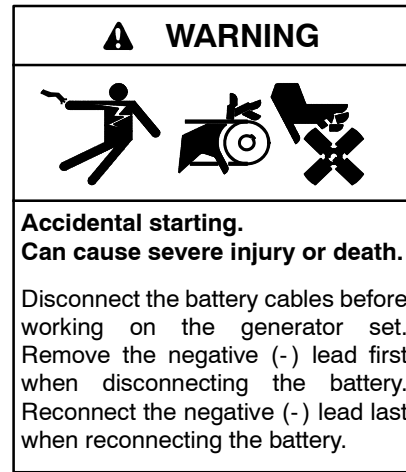 WARNING
Accidental starting.
Can cause severe injury or death.
Disconnect the battery cables before
working on the generator set.
Remove the negative (-) lead first
when disconnecting the battery.
Reconnect the negative (-) lead last
when reconnecting the battery.